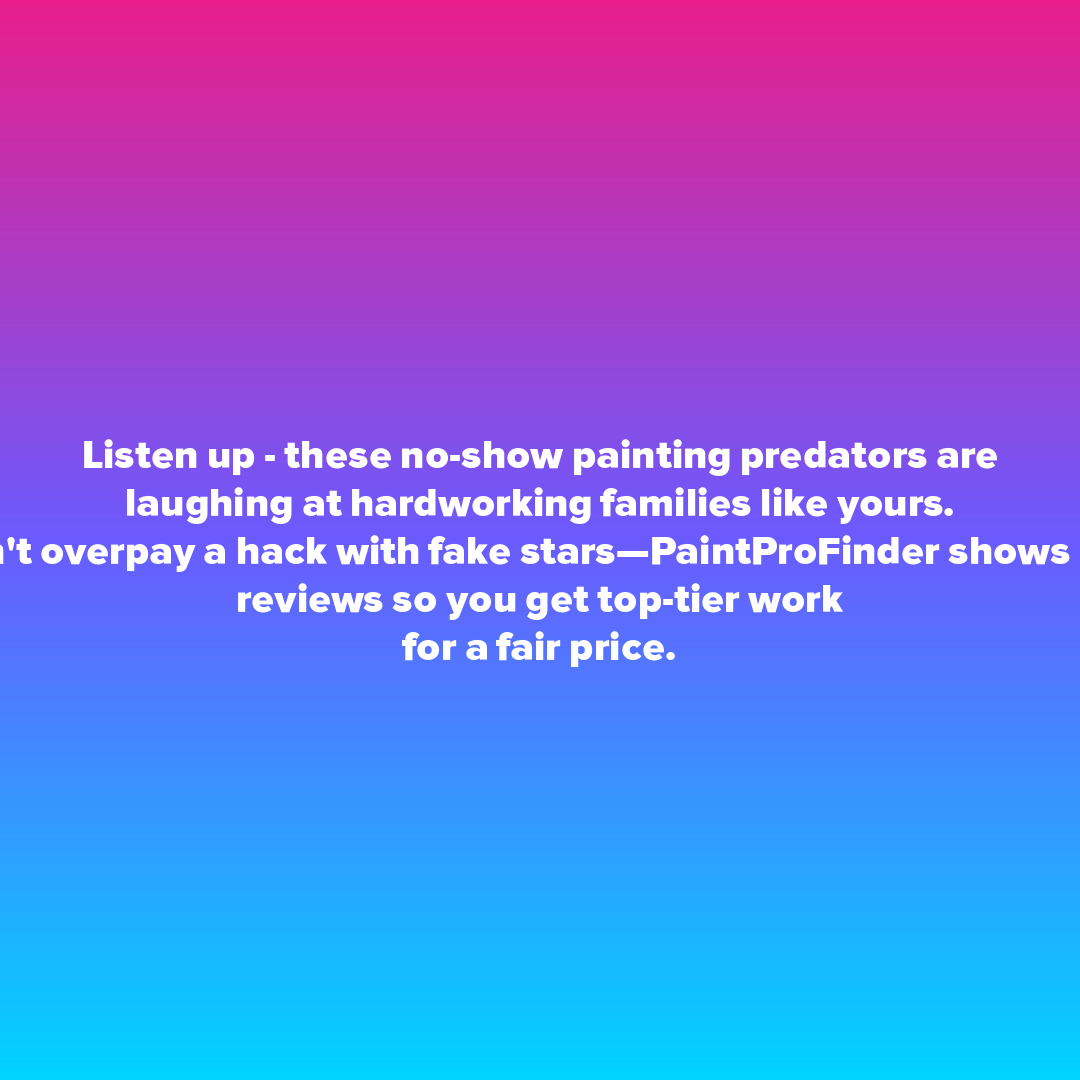 Listen up - these no-show painting predators are
laughing at hardworking families like yours.
't overpay a hack with fake stars—PaintProFinder shows
reviews so you get top-tier work
for a fair price.